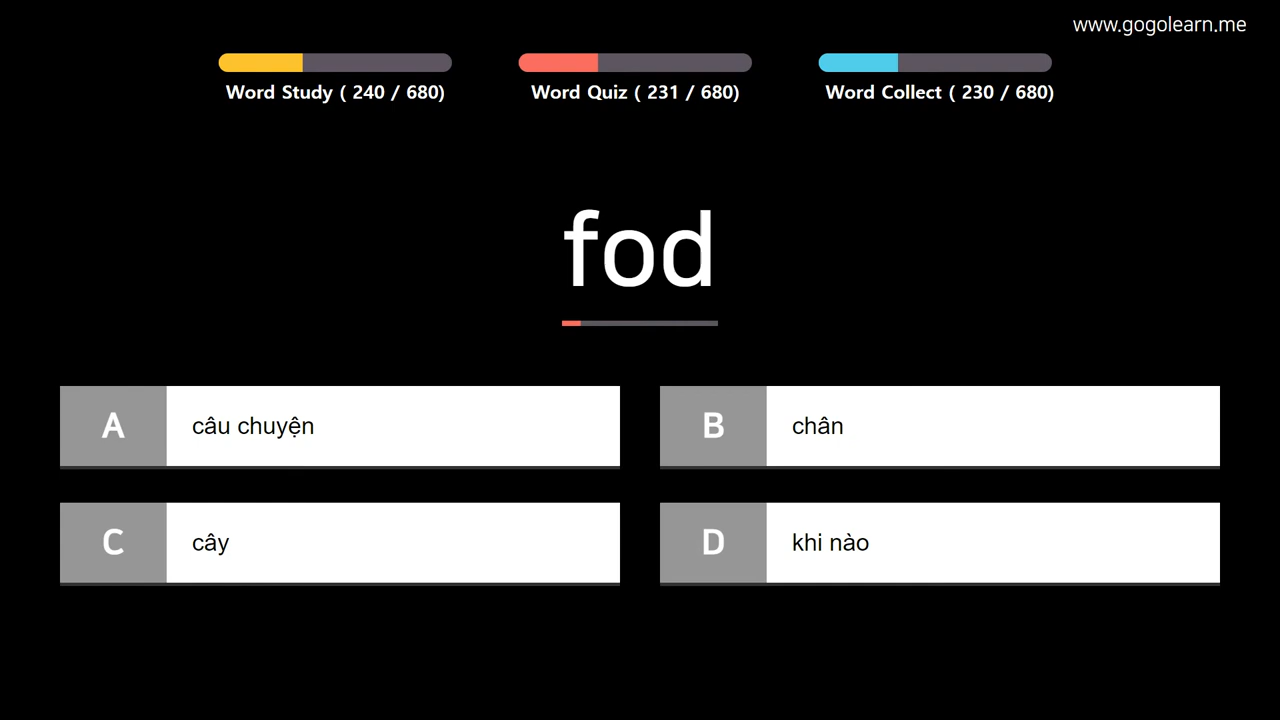 www.gogolearn.me
Word Study ( 240 / 680)
Word Quiz ( 231 / 680)
Word Collect ( 230 / 680)
fod
A
câu chuyện
B
chân
C
cây
D
khi nào